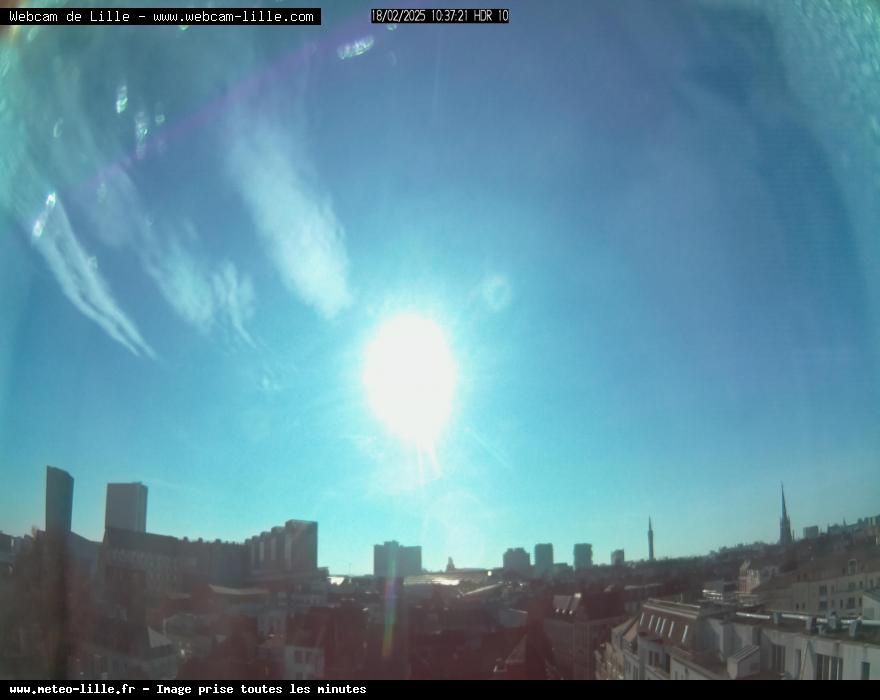 Webcam de Lille - www.webcam-lille.com
18/02/2025 10:37:21 HDR 10
www.meteo-lille.fr - Image prise toutes les minutes